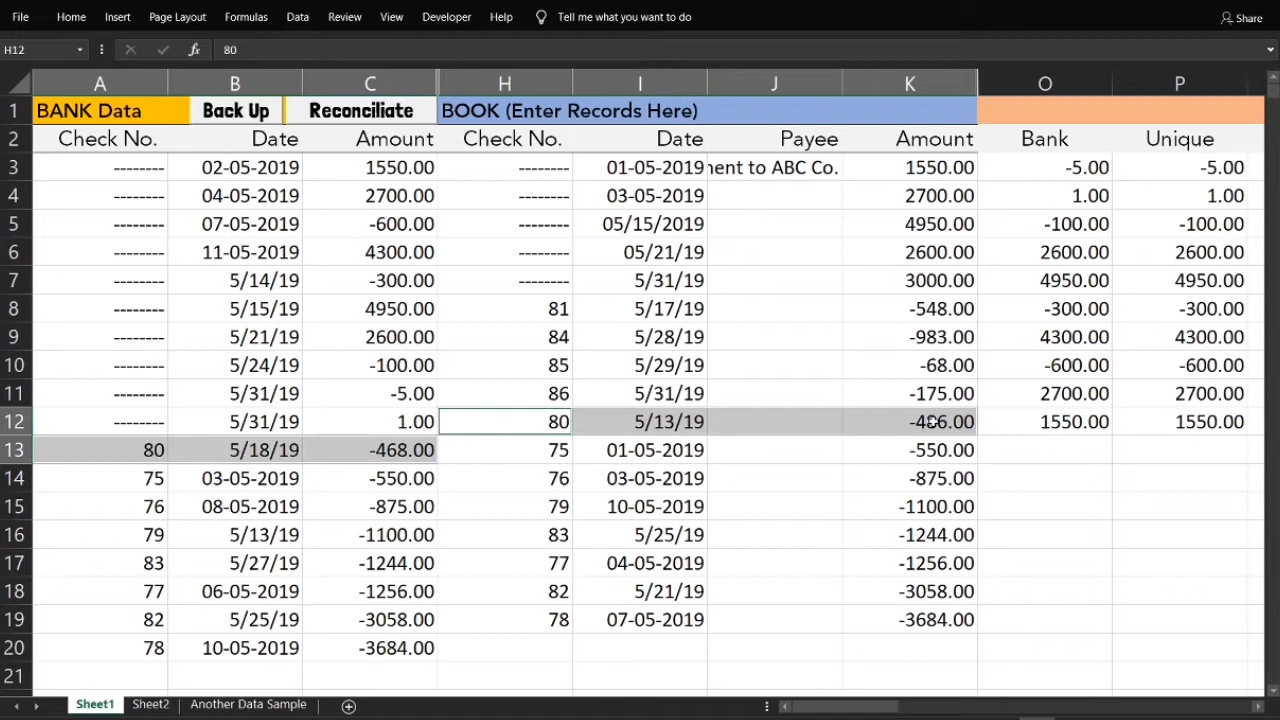 File Home Insert Page Layout Formulas Data Review View Developer Help Tell me what you want to do Share
H12 fx 80
A B C H I J K O P
1 BANK Data Back Up Reconciliate BOOK (Enter Records Here)
2 Check No. Date Amount Check No. Date Payee Amount Bank Unique
3 -------- 02-05-2019 1550.00 -------- 01-05-2019 nent to ABC Co. 1550.00 -5.00 -5.00
4 -------- 04-05-2019 2700.00 -------- 03-05-2019 2700.00 1.00 1.00
5 -------- 07-05-2019 -600.00 -------- 05/15/2019 4950.00 -100.00 -100.00
6 -------- 11-05-2019 4300.00 -------- 05/21/19 2600.00 2600.00 2600.00
7 -------- 5/14/19 -300.00 -------- 5/31/19 3000.00 4950.00 4950.00
8 -------- 5/15/19 4950.00 81 5/17/19 -548.00 -300.00 -300.00
9 -------- 5/21/19 2600.00 84 5/28/19 -983.00 4300.00 4300.00
10 -------- 5/24/19 -100.00 85 5/29/19 -68.00 -600.00 -600.00
11 -------- 5/31/19 -5.00 86 5/31/19 -175.00 2700.00 2700.00
12 -------- 5/31/19 1.00 80 5/13/19 -486.00 1550.00 1550.00
13 80 5/18/19 -468.00 75 01-05-2019 -550.00
14 75 03-05-2019 -550.00 76 03-05-2019 -875.00
15 76 08-05-2019 -875.00 79 10-05-2019 -1100.00
16 79 5/13/19 -1100.00 83 5/25/19 -1244.00
17 83 5/27/19 -1244.00 77 04-05-2019 -1256.00
18 77 06-05-2019 -1256.00 82 5/21/19 -3058.00
19 82 5/25/19 -3058.00 78 07-05-2019 -3684.00
20 78 10-05-2019 -3684.00
21
Sheet1 Sheet2 Another Data Sample